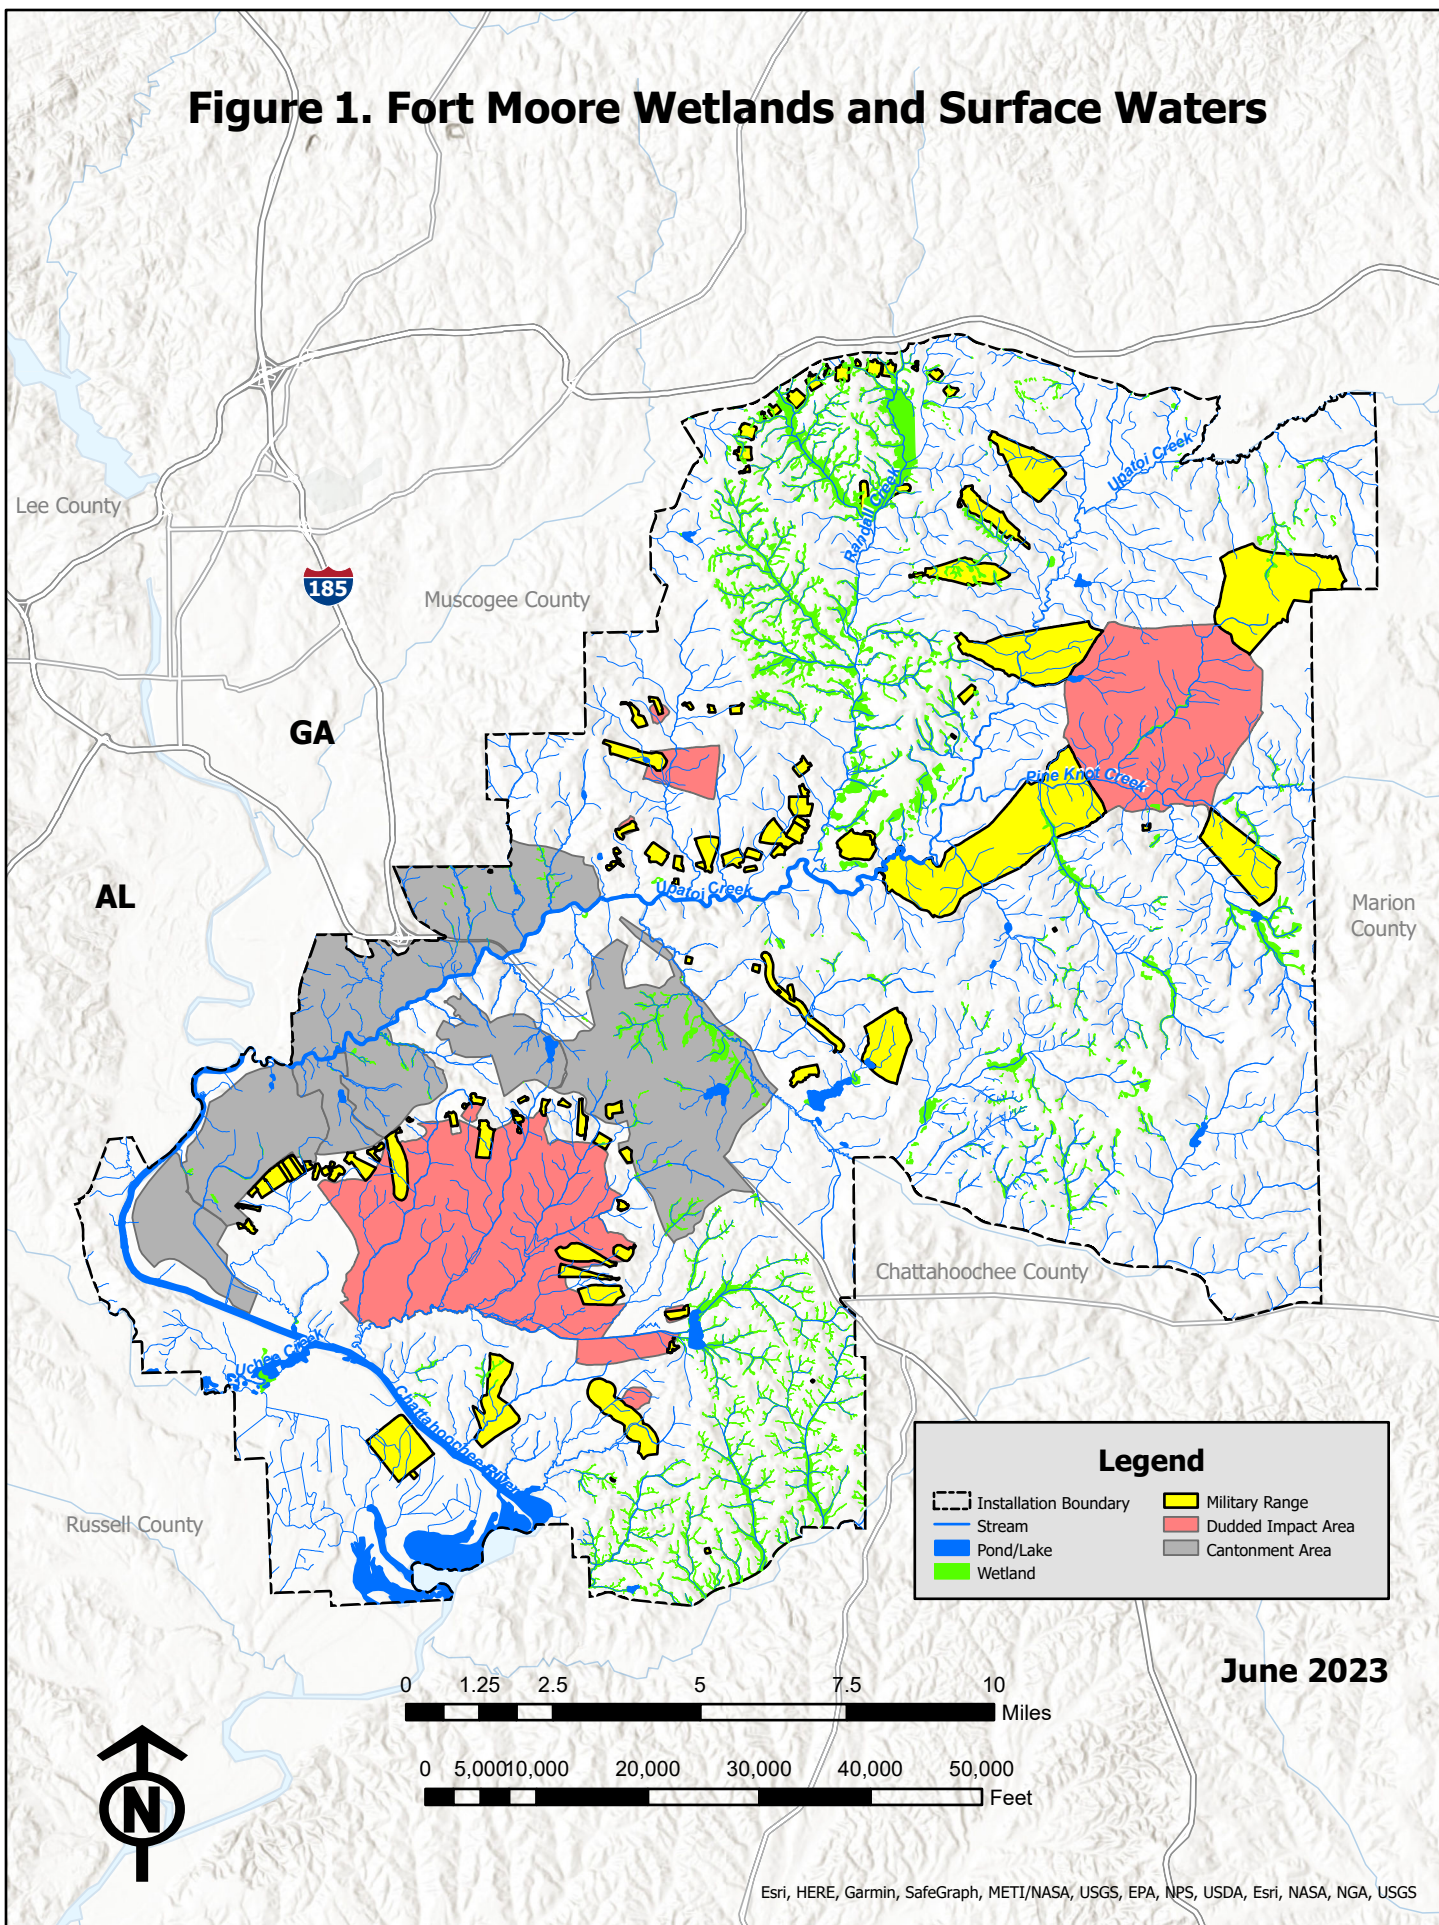 Figure 1. Fort Moore Wetlands and Surface Waters
Upatoi Creek
Lee County
Randall Creek
185
Muscogee County
GA
Pine Knot Creek
AL
Upatoi Creek
Marion
County
Chattahoochee County
Uchee Creek
Chattahoochee River
Russell County
Legend
Installation Boundary
Stream
Pond/Lake
Wetland
Military Range
Dudded Impact Area
Cantonment Area
June 2023
0 1.25 2.5 5 7.5 10
Miles
0 5,000 10,000 20,000 30,000 40,000 50,000
Feet
N
Esri, HERE, Garmin, SafeGraph, METI/NASA, USGS, EPA, NPS, USDA, Esri, NASA, NGA, USGS